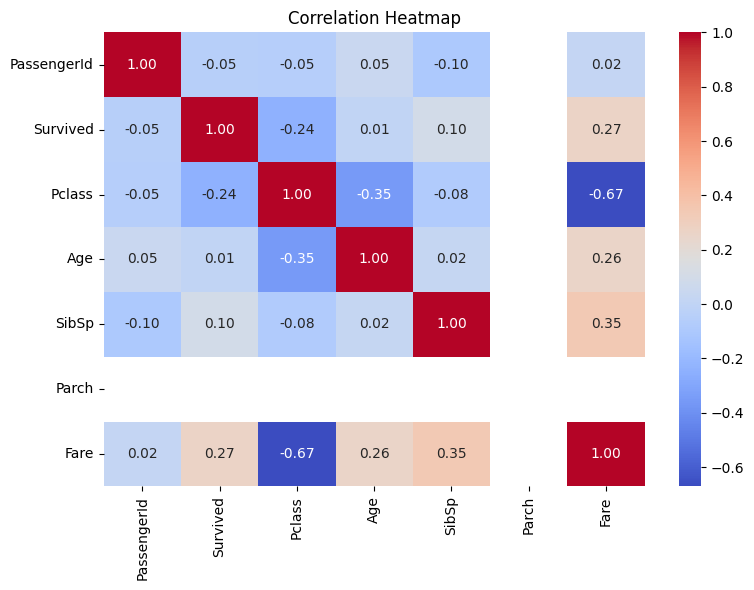 Correlation Heatmap
PassengerId 1.00 -0.05 -0.05 0.05 -0.10 0.02
Survived -0.05 1.00 -0.24 0.01 0.10 0.27
Pclass -0.05 -0.24 1.00 -0.35 -0.08 -0.67
Age 0.05 0.01 -0.35 1.00 0.02 0.26
SibSp -0.10 0.10 -0.08 0.02 1.00 0.35
Parch
Fare 0.02 0.27 -0.67 0.26 0.35 1.00
PassengerId Survived Pclass Age SibSp Parch Fare
1.0
0.8
0.6
0.4
0.2
0.0
−0.2
−0.4
−0.6